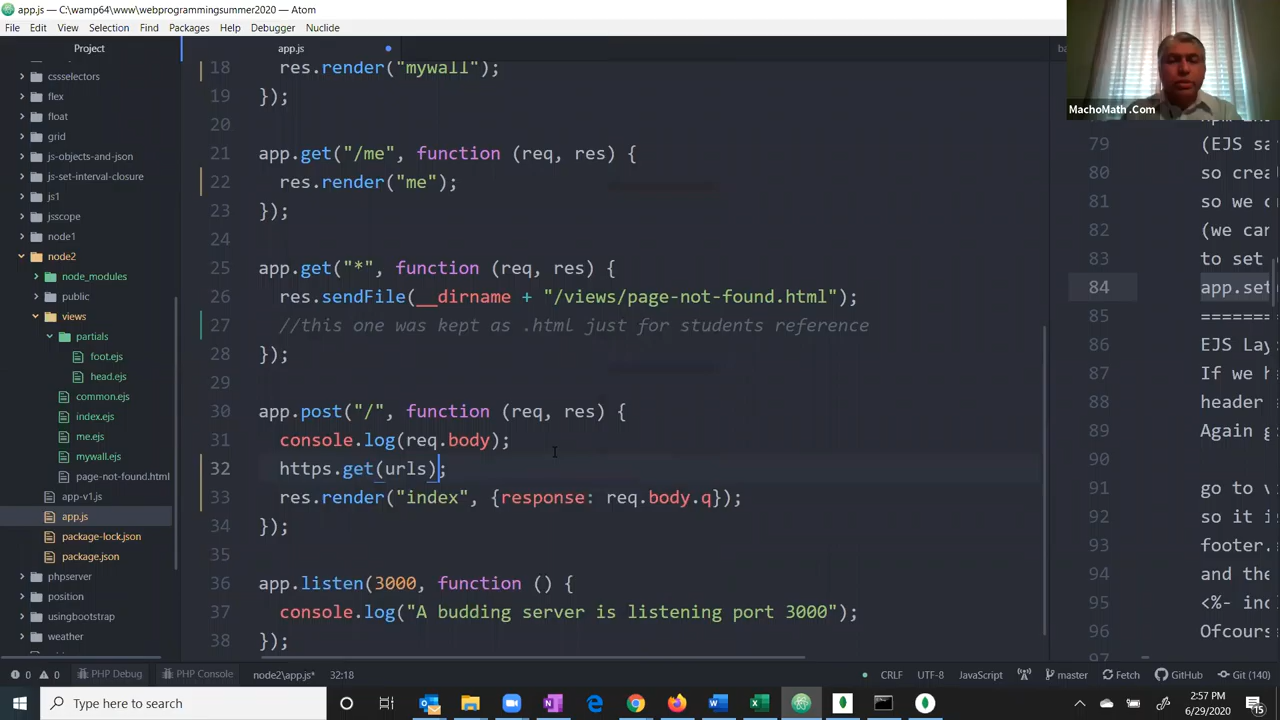 app.js — C:\wamp64\www\webprogrammingsummer2020 — Atom
File Edit View Selection Find Packages Help Debugger Nuclide
Project
cssselectors
flex
float
grid
js-objects-and-json
js-set-interval-closure
js1
jsscope
node1
node2
node_modules
public
views
partials
foot.ejs
head.ejs
common.ejs
index.ejs
me.ejs
mywall.ejs
page-not-found.html
app-v1.js
app.js
package-lock.json
package.json
phpserver
position
usingbootstrap
weather
app.js
18 res.render("mywall");
19 });
20
21 app.get("/me", function (req, res) {
22 res.render("me");
23 });
24
25 app.get("*", function (req, res) {
26 res.sendFile(__dirname + "/views/page-not-found.html");
27 //this one was kept as .html just for students reference
28 });
29
30 app.post("/", function (req, res) {
31 console.log(req.body);
32 https.get(urls);
33 res.render("index", {response: req.body.q});
34 });
35
36 app.listen(3000, function () {
37 console.log("A budding server is listening port 3000");
38 });
MachoMath .Com
79 (EJS sa
80 so crea
81 so we c
82 (we can
83 to set
84 app.set
85 =======
86 EJS Lay
87 If we h
88 header
89 Again g
90
91 go to v
92 so it i
93 footer.
94 and the
95 <%- inc
96 Ofcours
0 0 PHP Debug PHP Console node2\app.js* 32:18 CRLF UTF-8 JavaScript master Fetch GitHub Git (140)
Type here to search
2:57 PM
6/29/2020
15